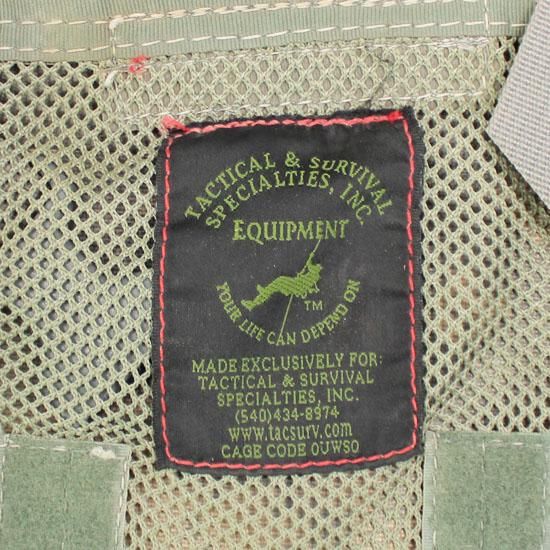 TACTICAL & SURVIVAL
SPECIALTIES, INC.
EQUIPMENT
TM
YOUR LIFE CAN DEPEND ON
MADE EXCLUSIVELY FOR:
TACTICAL & SURVIVAL
SPECIALTIES, INC.
(540)434-8974
www.tacsurv.com
CAGE CODE OUWSO